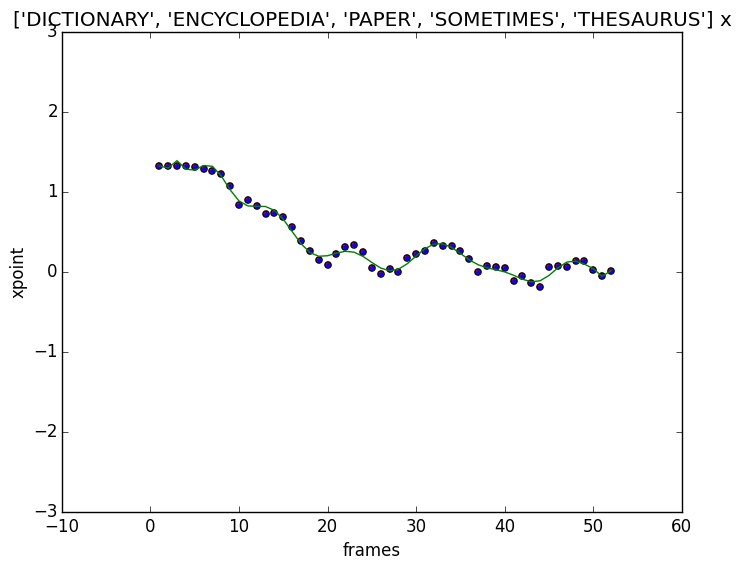 ['DICTIONARY', 'ENCYCLOPEDIA', 'PAPER', 'SOMETIMES', 'THESAURUS'] x
3
2
1
0
−1
−2
−3
xpoint
−10 0 10 20 30 40 50 60
frames